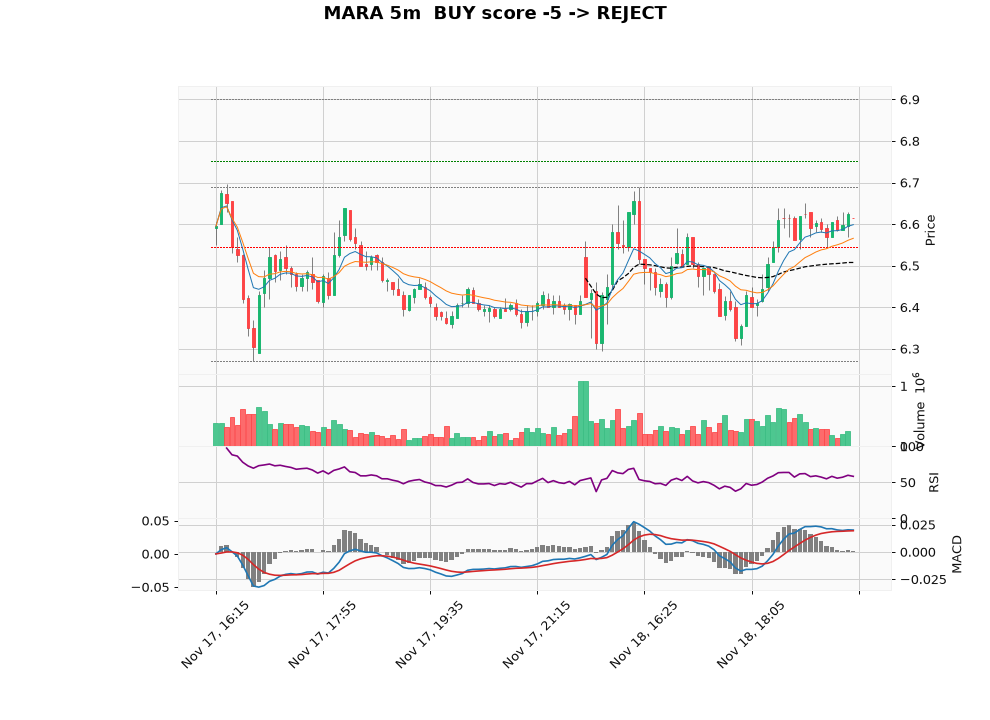 MARA 5m  BUY score -5 -> REJECT
6.9
6.8
6.7
6.6
6.5
6.4
6.3
Price
1
10^6
Volume
100
50
0
RSI
0.05
0.00
−0.05
0.025
0.000
−0.025
MACD
Nov 17, 16:15
Nov 17, 17:55
Nov 17, 19:35
Nov 17, 21:15
Nov 18, 16:25
Nov 18, 18:05